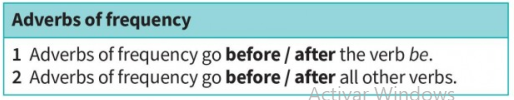 Adverbs of frequency
1 Adverbs of frequency go before / after the verb be.
2 Adverbs of frequency go before / after all other verbs.
Activar Windows